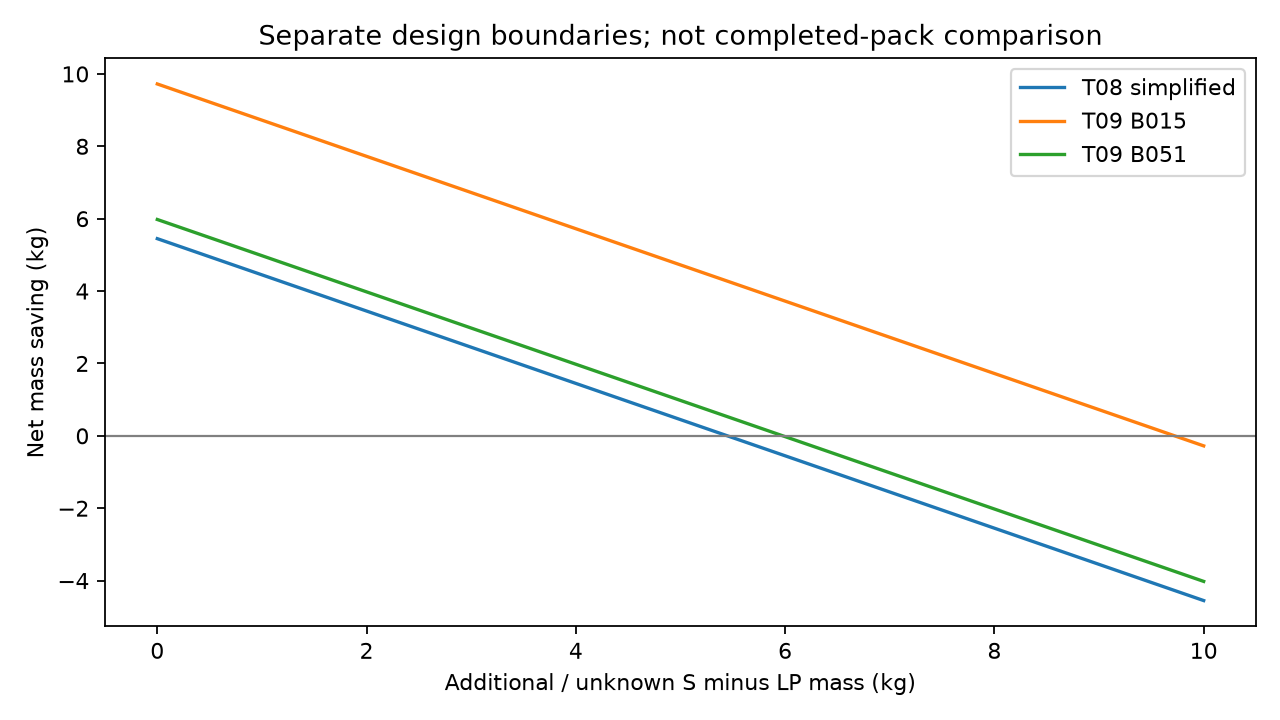 Separate design boundaries; not completed-pack comparison
T08 simplified
T09 B015
T09 B051
Net mass saving (kg)
10
8
6
4
2
0
−2
−4
0 2 4 6 8 10
Additional / unknown S minus LP mass (kg)